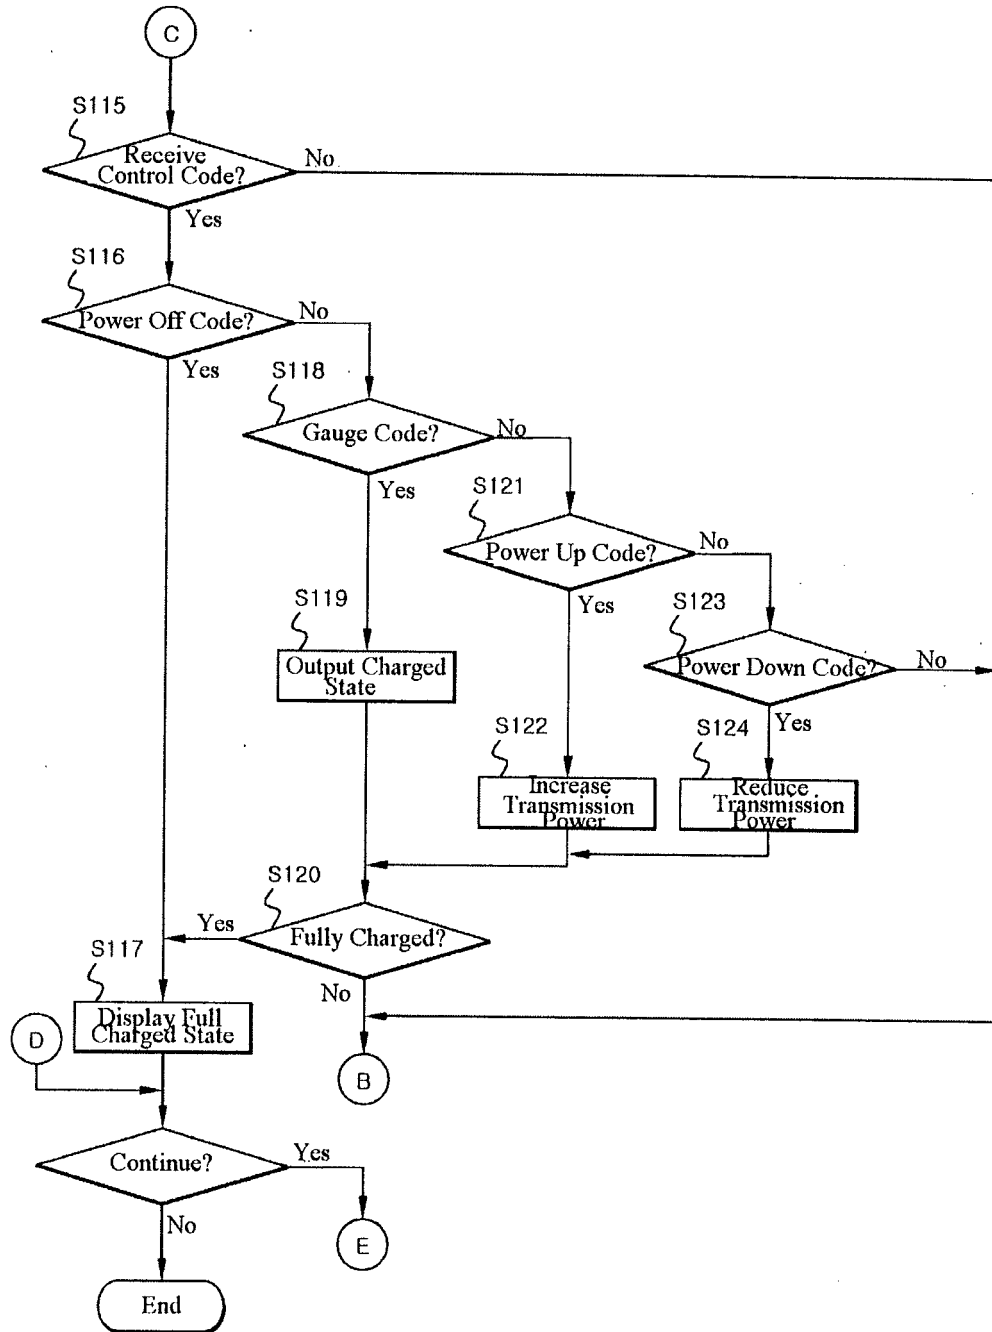 C
S115
Receive
Control Code?
No
Yes
S116
Power Off Code?
No
Yes
S118
Gauge Code?
No
Yes
S121
Power Up Code?
No
Yes
S119
Output Charged
State
S123
Power Down Code?
No
Yes
S122
Increase
Transmission
Power
S124
Reduce
Transmission
Power
S120
Fully Charged?
Yes
No
S117
Display Full
Charged State
D
B
Continue?
Yes
No
E
End